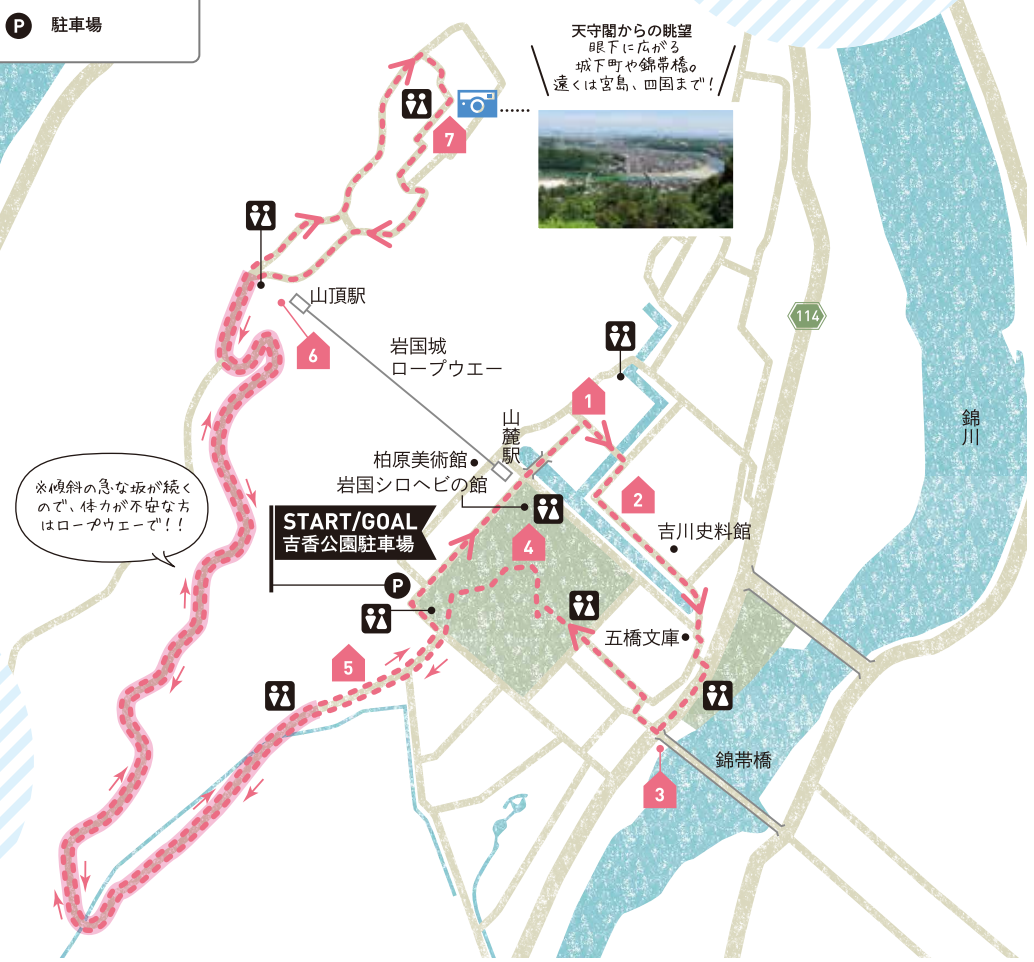 P 駐車場
天守閣からの眺望
眼下に広がる
城下町や錦帯橋。
遠くは宮島、四国まで!
7
山頂駅
6
岩国城
ロープウエー
114
1
山麓駅
錦川
柏原美術館
岩国シロヘビの館
2
※傾斜の急な坂が続く
ので、体力が不安な方
はロープウエーで!!
START/GOAL
吉香公園駐車場
P
4
吉川史料館
五橋文庫
5
錦帯橋
3